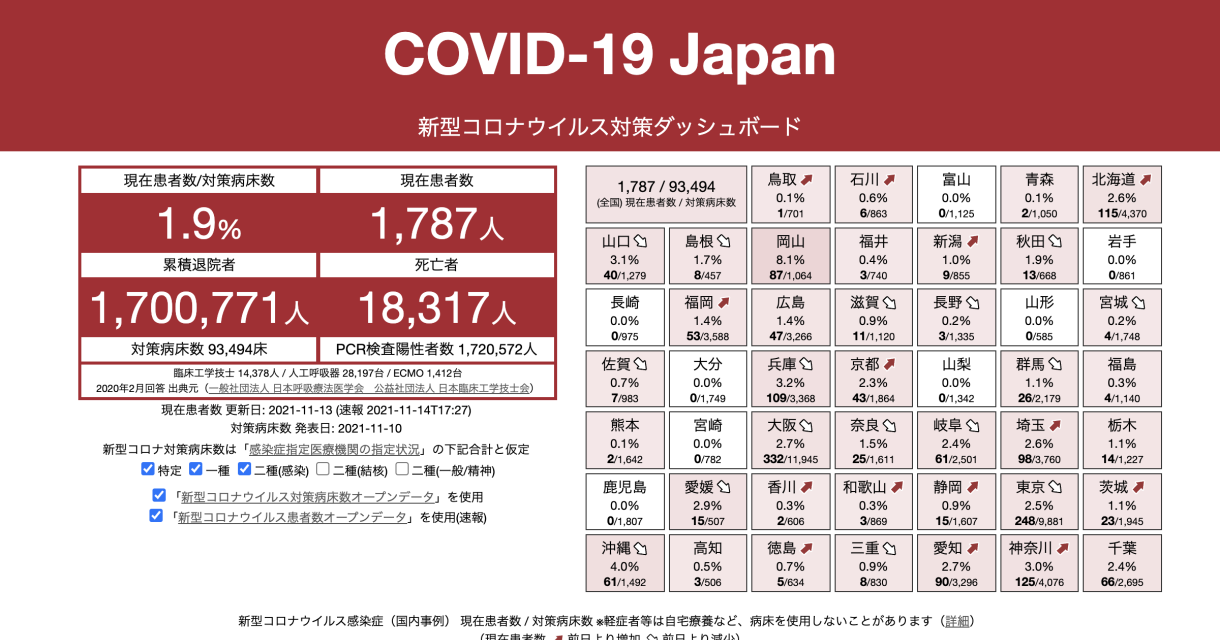 COVID-19 Japan
新型コロナウイルス対策ダッシュボード
現在患者数/対策病床数
現在患者数
1.9%
1,787人
累積退院者
死亡者
1,700,771人
18,317人
対策病床数 93,494床
PCR検査陽性者数 1,720,572人
臨床工学技士 14,378人 / 人工呼吸器 28,197台 / ECMO 1,412台
2020年2月回答 出典元（一般社団法人 日本呼吸療法医学会　公益社団法人 日本臨床工学技士会）
現在患者数 更新日: 2021-11-13 (速報 2021-11-14T17:27)
対策病床数 発表日: 2021-11-10
新型コロナ対策病床数は「感染症指定医療機関の指定状況」の下記合計と仮定
特定 一種 二種(感染) 二種(結核) 二種(一般/精神)
「新型コロナウイルス対策病床数オープンデータ」を使用
「新型コロナウイルス患者数オープンデータ」を使用(速報)
1,787 / 93,494
(全国) 現在患者数 / 対策病床数
鳥取
0.1%
1/701
石川
0.6%
6/863
富山
0.0%
0/1,125
青森
0.1%
2/1,050
北海道
2.6%
115/4,370
山口
3.1%
40/1,279
島根
1.7%
8/457
岡山
8.1%
87/1,064
福井
0.4%
3/740
新潟
1.0%
9/855
秋田
1.9%
13/668
岩手
0.0%
0/861
長崎
0.0%
0/975
福岡
1.4%
53/3,588
広島
1.4%
47/3,266
滋賀
0.9%
11/1,120
長野
0.2%
3/1,335
山形
0.0%
0/585
宮城
0.2%
4/1,748
佐賀
0.7%
7/983
大分
0.0%
0/1,749
兵庫
3.2%
109/3,368
京都
2.3%
43/1,864
山梨
0.0%
0/1,342
群馬
1.1%
26/2,179
福島
0.3%
4/1,140
熊本
0.1%
2/1,642
宮崎
0.0%
0/782
大阪
2.7%
332/11,945
奈良
1.5%
25/1,611
岐阜
2.4%
61/2,501
埼玉
2.6%
98/3,760
栃木
1.1%
14/1,227
鹿児島
0.0%
0/1,807
愛媛
2.9%
15/507
香川
0.3%
2/606
和歌山
0.3%
3/869
静岡
0.9%
15/1,607
東京
2.5%
248/9,881
茨城
1.1%
23/1,945
沖縄
4.0%
61/1,492
高知
0.5%
3/506
徳島
0.7%
5/634
三重
0.9%
8/830
愛知
2.7%
90/3,296
神奈川
3.0%
125/4,076
千葉
2.4%
66/2,695
新型コロナウイルス感染症（国内事例） 現在患者数 / 対策病床数 ※軽症者等は自宅療養など、病床を使用しないことがあります（詳細）
（現在患者数 前日より増加 前日より減少）